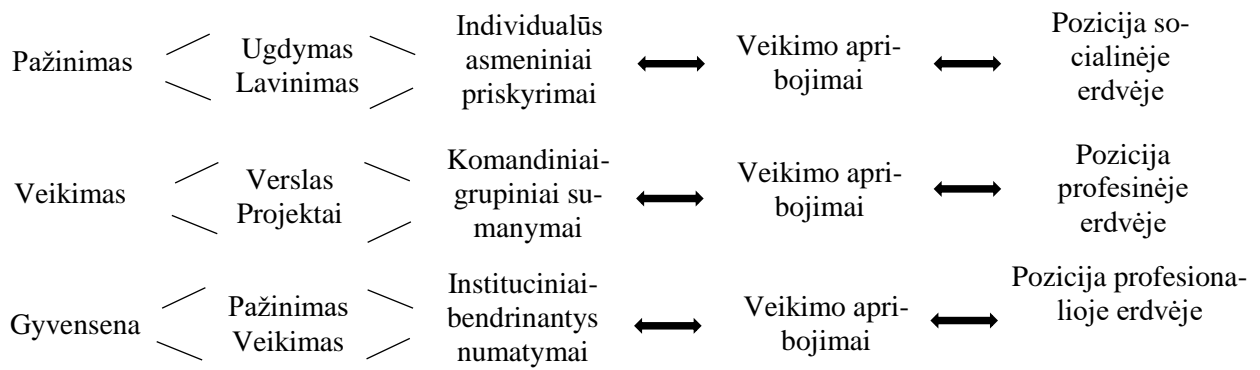 Pažinimas
Ugdymas
Lavinimas
Individualūs
asmeniniai
priskyrimai
Veikimo apri-
bojimai
Pozicija so-
cialinėje
erdvėje
Veikimas
Verslas
Projektai
Komandiniai-
grupiniai su-
manymai
Veikimo apri-
bojimai
Pozicija
profesinėje
erdvėje
Gyvensena
Pažinimas
Veikimas
Instituciniai-
bendrinantys
numatymai
Veikimo apri-
bojimai
Pozicija profesiona-
lioje erdvėje